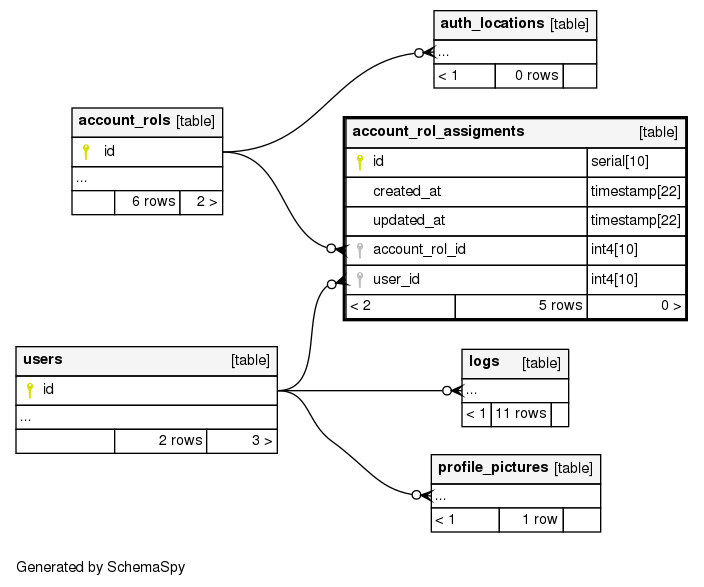 auth_locations [table]
...
< 1 0 rows
account_rols [table]
id
...
6 rows 2 >
account_rol_assigments [table]
id serial[10]
created_at timestamp[22]
updated_at timestamp[22]
account_rol_id int4[10]
user_id int4[10]
< 2 5 rows 0 >
users [table]
id
...
2 rows 3 >
logs [table]
...
< 1 11 rows
profile_pictures [table]
...
< 1 1 row
Generated by SchemaSpy